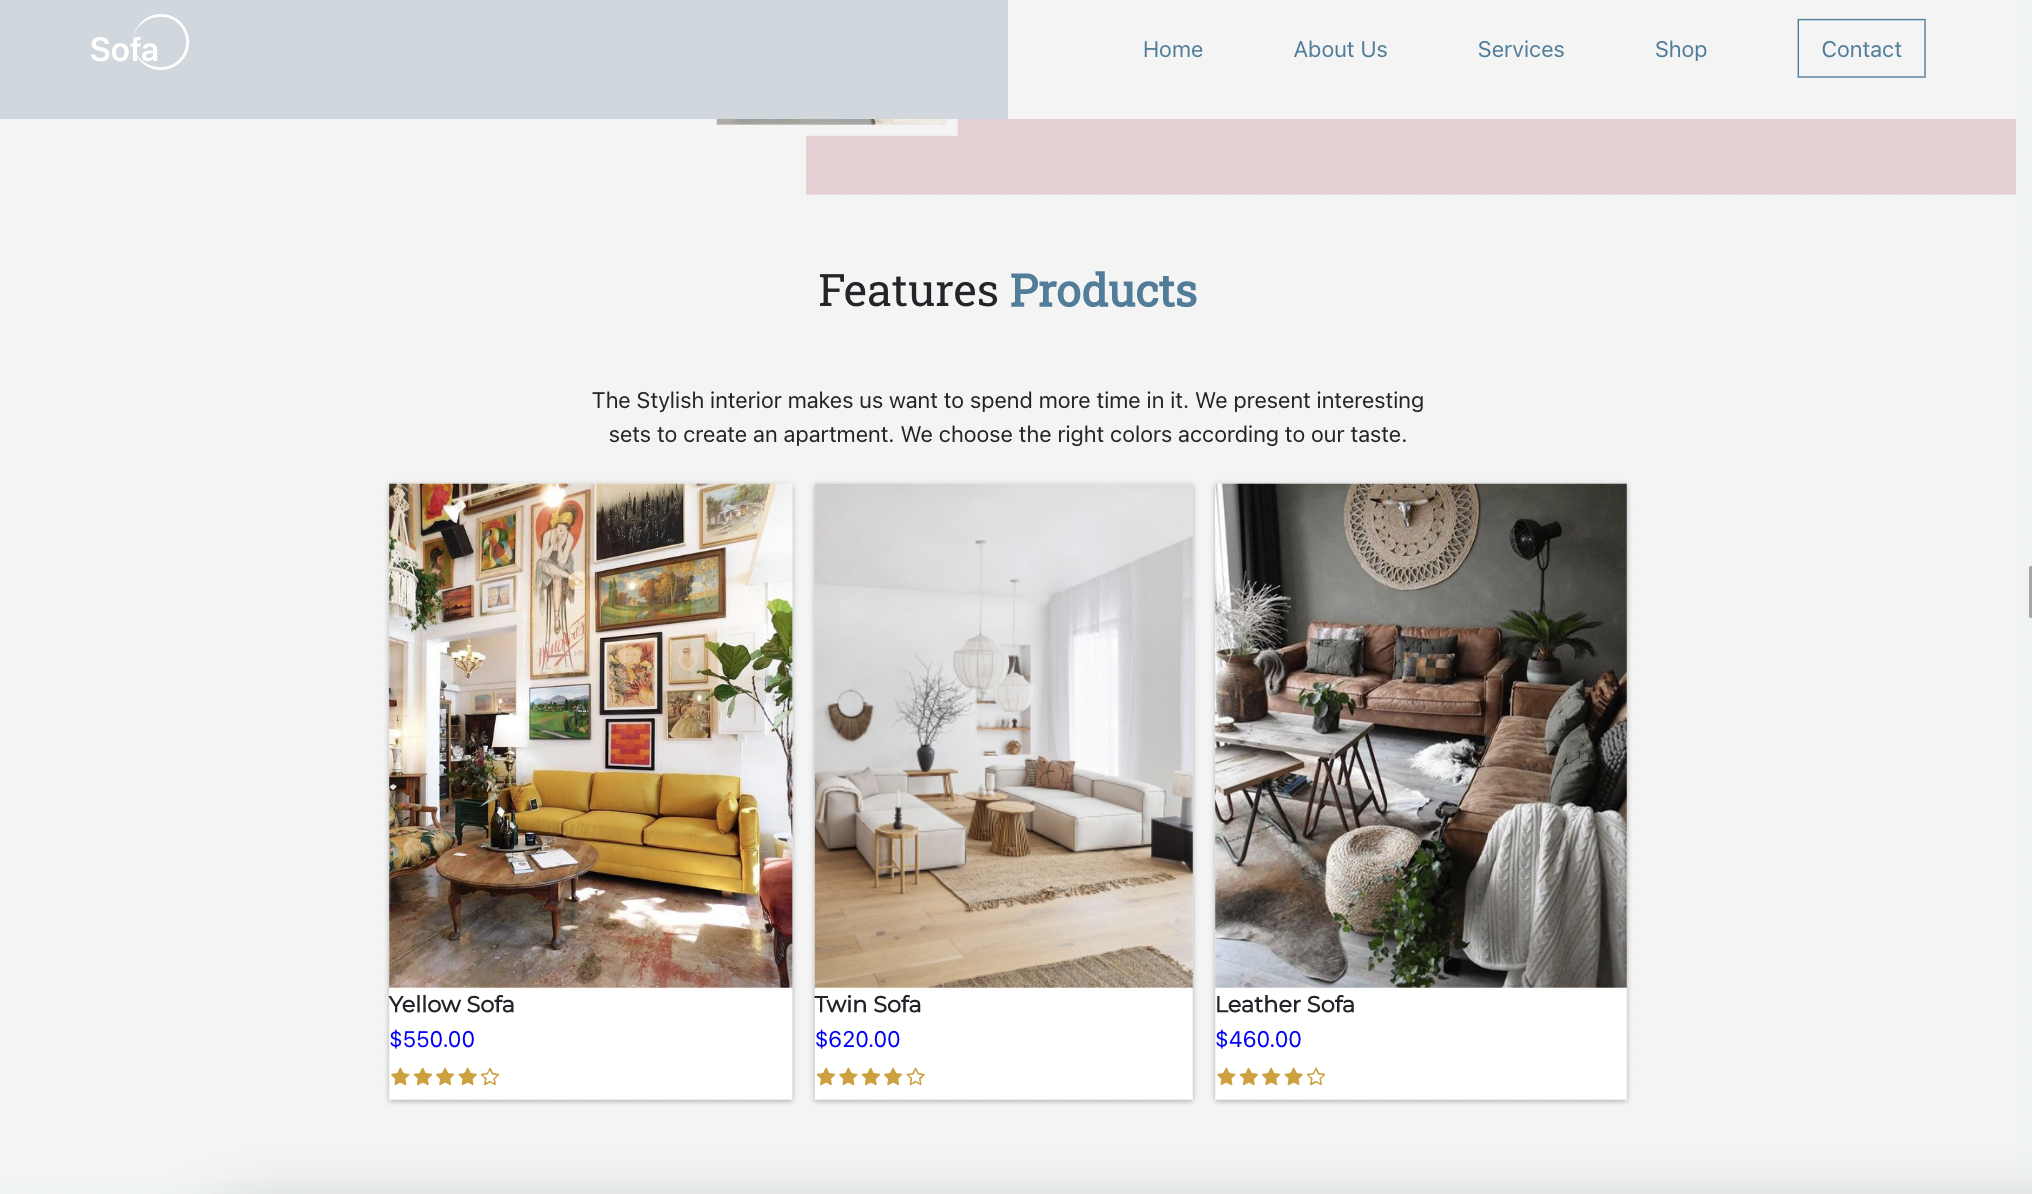 Sofa
Home
About Us
Services
Shop
Contact
Features Products
The Stylish interior makes us want to spend more time in it. We present interesting
sets to create an apartment. We choose the right colors according to our taste.
Yellow Sofa
$550.00
Twin Sofa
$620.00
Leather Sofa
$460.00